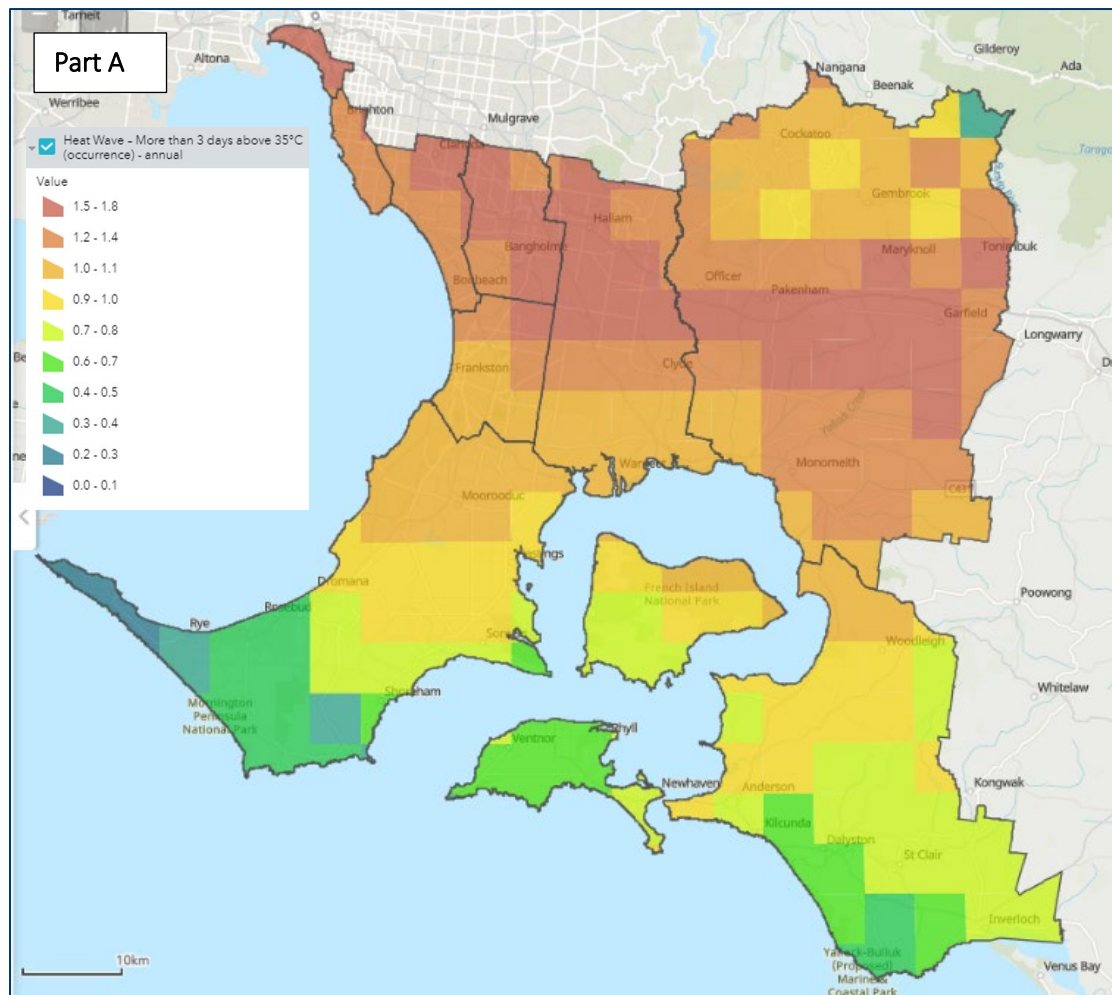 Part A
Tarneit
Altona
Werribee
Heat Wave - More than 3 days above 35°C
(occurrence) - annual
Value
1.5 - 1.8
1.2 - 1.4
1.0 - 1.1
0.9 - 1.0
0.7 - 0.8
0.6 - 0.7
0.4 - 0.5
0.3 - 0.4
0.2 - 0.3
0.0 - 0.1
Brighton
Mulgrave
Nangana
Beenak
Gilderoy
Ada
Cockatoo
Gembrook
Hallam
Bangholme
Bonbeach
Officer
Pakenham
Maryknoll
Tonimbuk
Garfield
Longwarry
Frankston
Clyde
Yallock Creek
Monomeith
C431
Moorooduc
Hastings
Dromana
French Island
National Park
Poowong
Rosebud
Rye
Woodleigh
Shoreham
Whitelaw
Mornington
Peninsula
National Park
Ventnor
Rhyll
Newhaven
Anderson
Kongwak
Kilcunda
Dalyston
St Clair
Inverloch
Yallock-Bulluk
(Proposed)
Marine &
Coastal Park
Venus Bay
10km